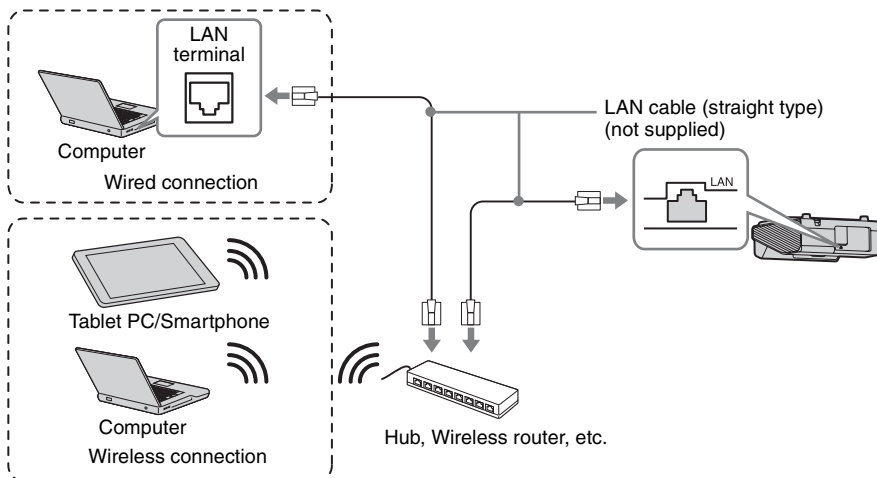 LAN
terminal
Computer
Wired connection
LAN cable (straight type)
(not supplied)
LAN
Tablet PC/Smartphone
Computer
Wireless connection
Hub, Wireless router, etc.